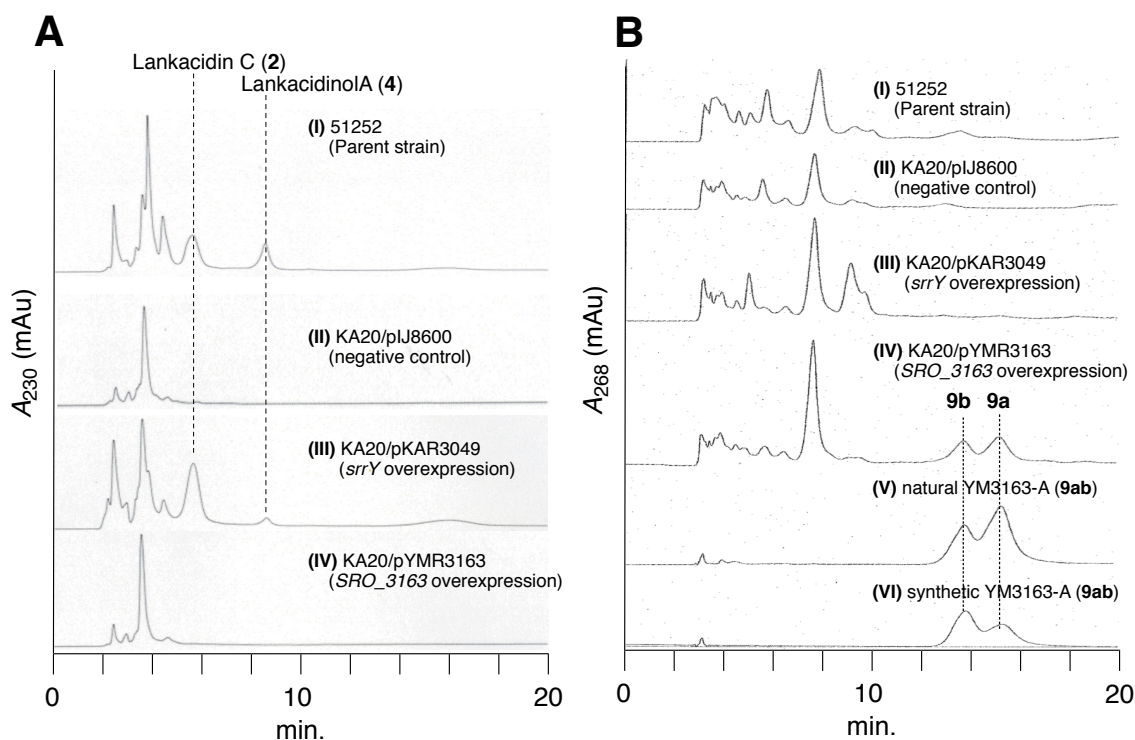 A
Lankacidin C (2)
LankacidinolA (4)
(I) 51252
(Parent strain)
(II) KA20/pIJ8600
(negative control)
(III) KA20/pKAR3049
(srrY overexpression)
(IV) KA20/pYMR3163
(SRO_3163 overexpression)
A230 (mAu)
0
10
20
min.
B
(I) 51252
(Parent strain)
(II) KA20/pIJ8600
(negative control)
(III) KA20/pKAR3049
(srrY overexpression)
(IV) KA20/pYMR3163
(SRO_3163 overexpression)
9b 9a
(V) natural YM3163-A (9ab)
(VI) synthetic YM3163-A (9ab)
A268 (mAu)
0
10
20
min.